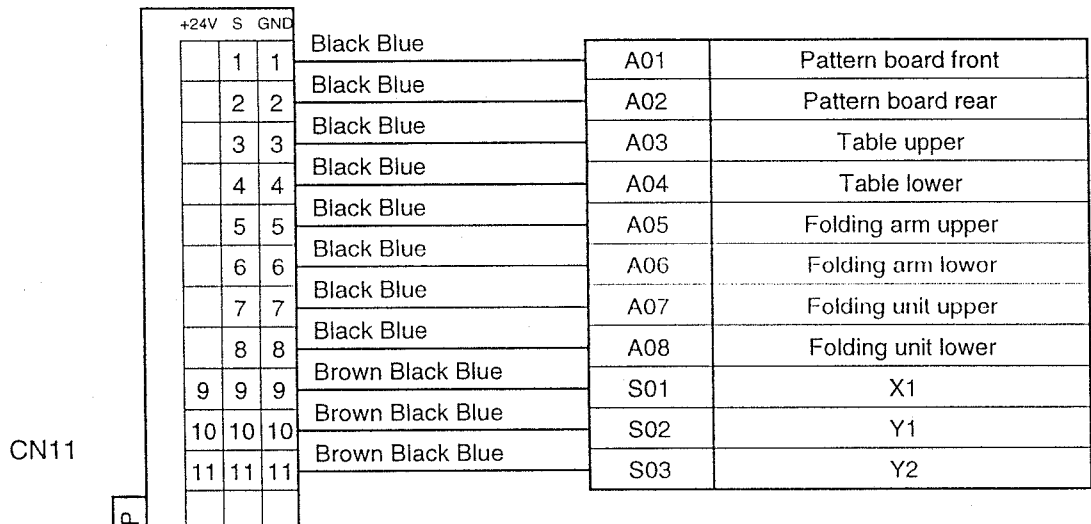 +24V S GND
Black Blue
1 1 A01 Pattern board front
Black Blue
2 2 A02 Pattern board rear
Black Blue
3 3 A03 Table upper
Black Blue
4 4 A04 Table lower
Black Blue
5 5 A05 Folding arm upper
Black Blue
6 6 A06 Folding arm lower
Black Blue
7 7 A07 Folding unit upper
Black Blue
8 8 A08 Folding unit lower
Brown Black Blue
9 9 9 S01 X1
Brown Black Blue
10 10 10 S02 Y1
Brown Black Blue
CN11 11 11 11 S03 Y2
P